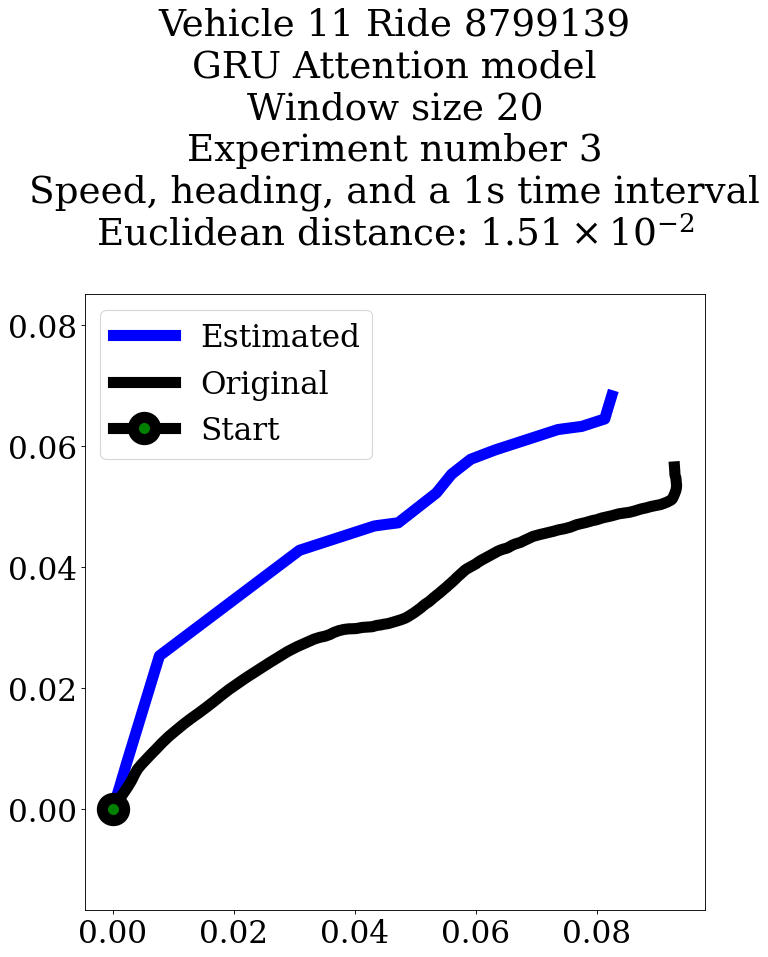 Vehicle 11 Ride 8799139
GRU Attention model
Window size 20
Experiment number 3
Speed, heading, and a 1s time interval
Euclidean distance: 1.51 × 10⁻²
Estimated
Original
Start
0.08
0.06
0.04
0.02
0.00
0.00 0.02 0.04 0.06 0.08